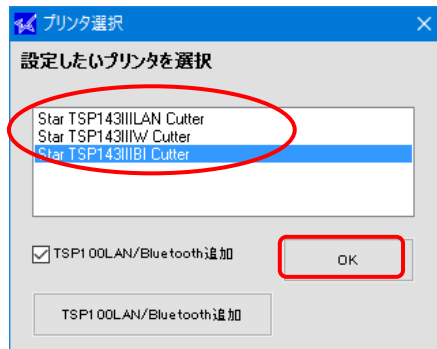 プリンタ選択
設定したいプリンタを選択
Star TSP143IIILAN Cutter
Star TSP143IIIW Cutter
Star TSP143IIIBI Cutter
TSP100LAN/Bluetooth追加
OK
TSP100LAN/Bluetooth追加